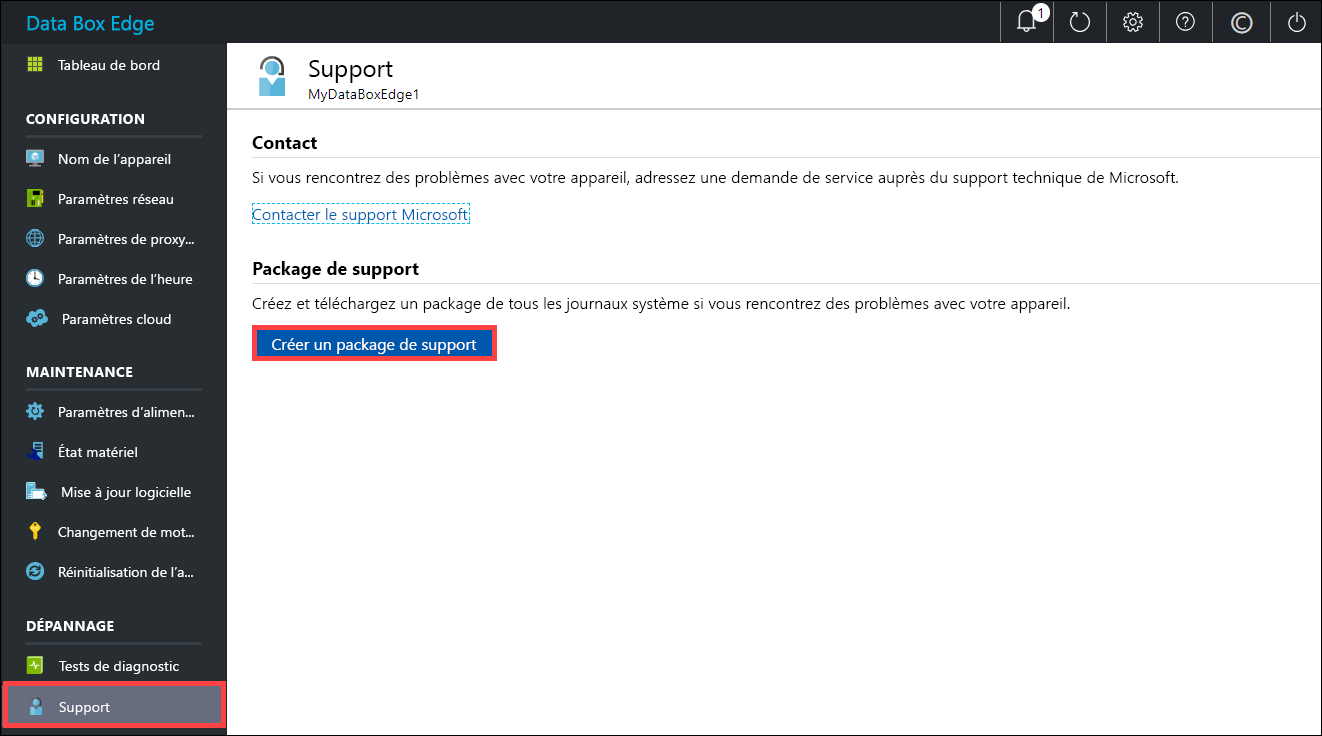 Data Box Edge
1
?
©
Tableau de bord
CONFIGURATION
Nom de l'appareil
Paramètres réseau
Paramètres de proxy...
Paramètres de l'heure
Paramètres cloud
MAINTENANCE
Paramètres d'alimen...
État matériel
Mise à jour logicielle
Changement de mot...
Réinitialisation de l'a...
DÉPANNAGE
Tests de diagnostic
Support
Support
MyDataBoxEdge1
Contact
Si vous rencontrez des problèmes avec votre appareil, adressez une demande de service auprès du support technique de Microsoft.
Contacter le support Microsoft
Package de support
Créez et téléchargez un package de tous les journaux système si vous rencontrez des problèmes avec votre appareil.
Créer un package de support